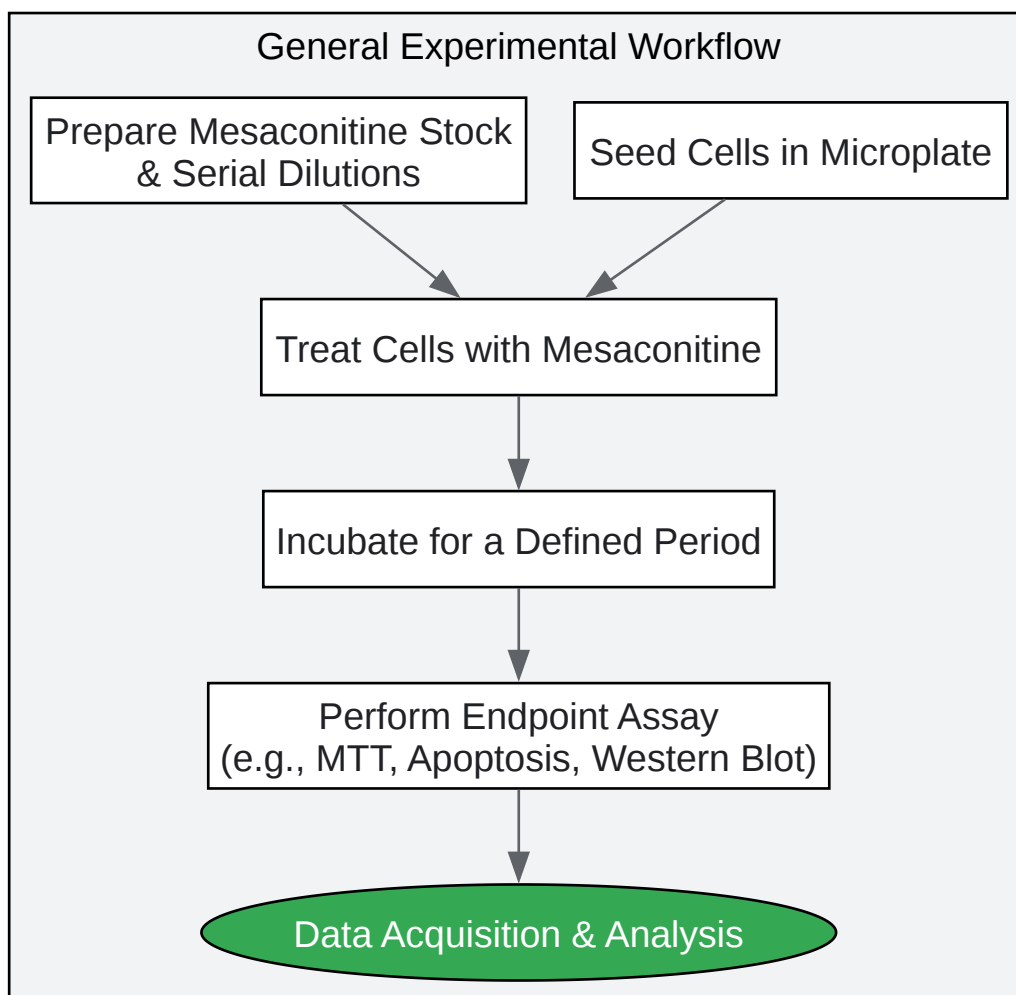 General Experimental Workflow
Prepare Mesaconitine Stock
& Serial Dilutions
Seed Cells in Microplate
Treat Cells with Mesaconitine
Incubate for a Defined Period
Perform Endpoint Assay
(e.g., MTT, Apoptosis, Western Blot)
Data Acquisition & Analysis